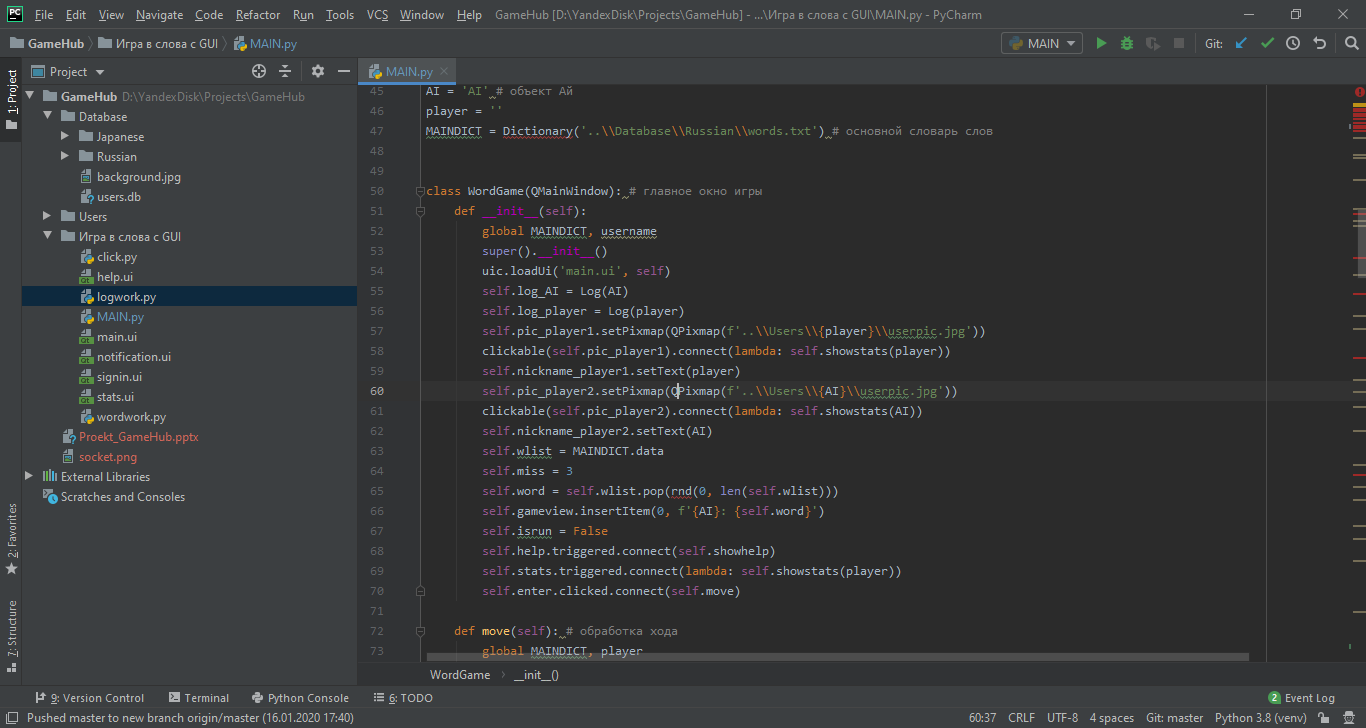 File Edit View Navigate Code Refactor Run Tools VCS Window Help GameHub [D:\YandexDisk\Projects\GameHub] - ...\Игра в слова с GUI\MAIN.py - PyCharm
GameHub Игра в слова с GUI MAIN.py MAIN Git:
1: Project
Project
MAIN.py
GameHub D:\YandexDisk\Projects\GameHub
Database
Japanese
Russian
background.jpg
users.db
Users
Игра в слова с GUI
click.py
help.ui
logwork.py
MAIN.py
main.ui
notification.ui
signin.ui
stats.ui
wordwork.py
Proekt_GameHub.pptx
socket.png
External Libraries
Scratches and Consoles
2: Favorites
7: Structure
45 AI = 'AI' # объект Ай
46 player = ''
47 MAINDICT = Dictionary('..\\Database\\Russian\\words.txt') # основной словарь слов
48
49
50 class WordGame(QMainWindow): # главное окно игры
51 def __init__(self):
52 global MAINDICT, username
53 super().__init__()
54 uic.loadUi('main.ui', self)
55 self.log_AI = Log(AI)
56 self.log_player = Log(player)
57 self.pic_player1.setPixmap(QPixmap(f'..\\Users\\{player}\\userpic.jpg'))
58 clickable(self.pic_player1).connect(lambda: self.showstats(player))
59 self.nickname_player1.setText(player)
60 self.pic_player2.setPixmap(QPixmap(f'..\\Users\\{AI}\\userpic.jpg'))
61 clickable(self.pic_player2).connect(lambda: self.showstats(AI))
62 self.nickname_player2.setText(AI)
63 self.wlist = MAINDICT.data
64 self.miss = 3
65 self.word = self.wlist.pop(rnd(0, len(self.wlist)))
66 self.gameview.insertItem(0, f'{AI}: {self.word}')
67 self.isrun = False
68 self.help.triggered.connect(self.showhelp)
69 self.stats.triggered.connect(lambda: self.showstats(player))
70 self.enter.clicked.connect(self.move)
71
72 def move(self): # обработка хода
73 global MAINDICT, player
WordGame __init__()
9: Version Control Terminal Python Console 6: TODO 2 Event Log
Pushed master to new branch origin/master (16.01.2020 17:40) 60:37 CRLF UTF-8 4 spaces Git: master Python 3.8 (venv)